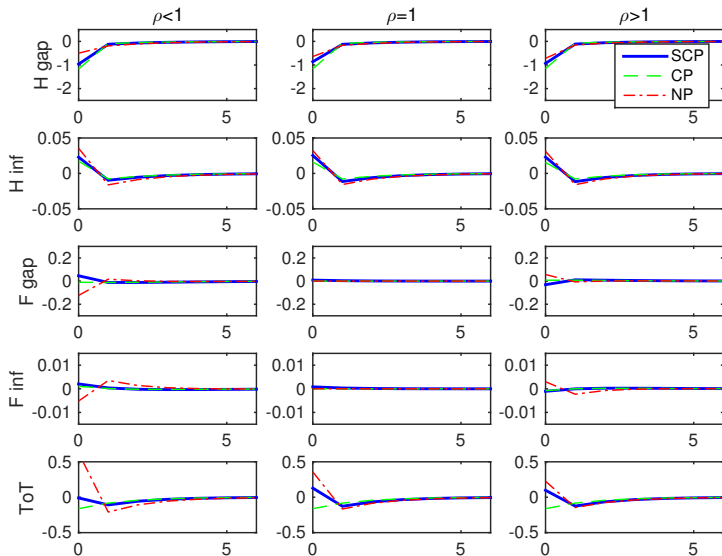 ρ<1 ρ=1 ρ>1
H gap 0 -1 -2 0 -1 -2 0 -1 -2 SCP
CP
NP
0 5 0 5 0 5
H inf 0.05 0 -0.05 0.05 0 -0.05 0.05 0 -0.05
0 5 0 5 0 5
F gap 0.2 0 -0.2 0.2 0 -0.2 0.2 0 -0.2
0 5 0 5 0 5
F inf 0.01 0 -0.01 0.01 0 -0.01 0.01 0 -0.01
0 5 0 5 0 5
ToT 0.5 0 -0.5 0.5 0 -0.5 0.5 0 -0.5
0 5 0 5 0 5